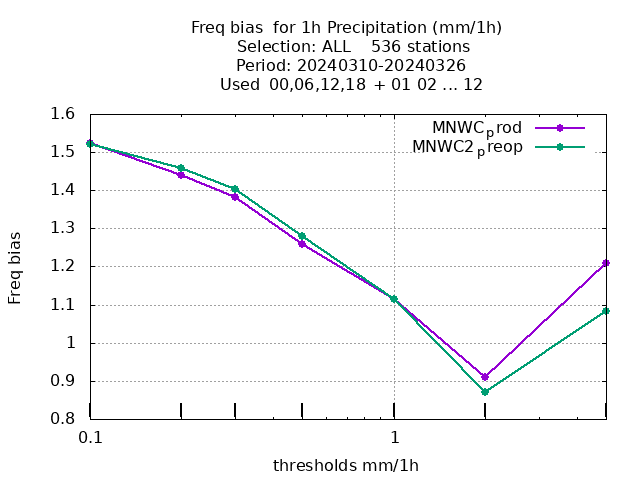 Freq bias  for 1h Precipitation (mm/1h)
Selection: ALL    536 stations
Period: 20240310-20240326
Used  00,06,12,18  + 01 02 ... 12
MNWC_prod
MNWC2_preop
1.6
1.5
1.4
1.3
1.2
1.1
1
0.9
0.8
Freq bias
0.1
1
thresholds mm/1h